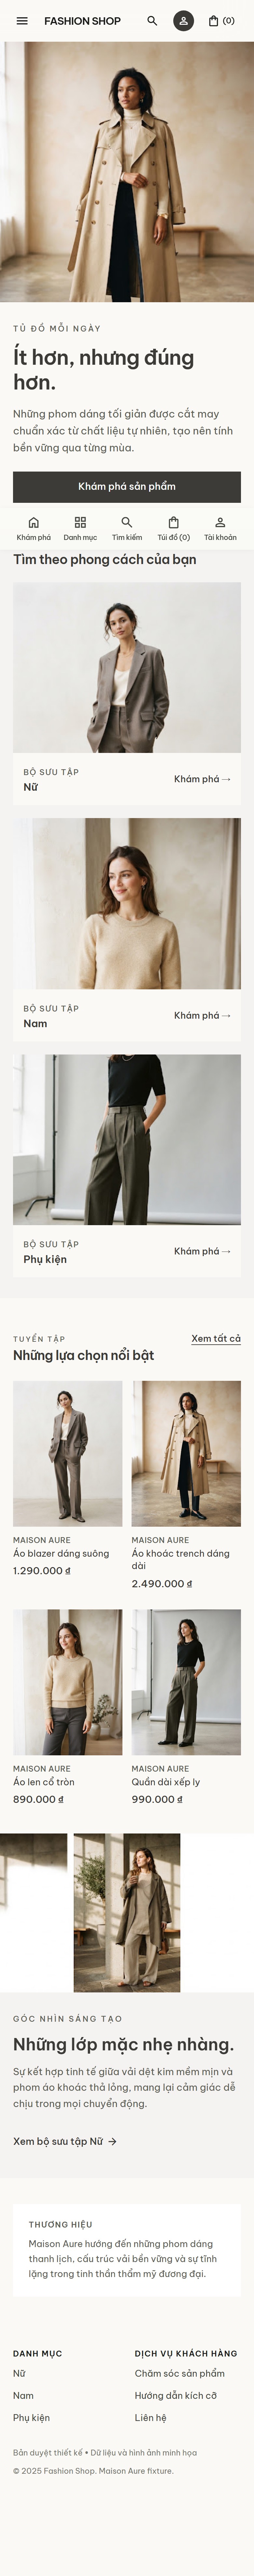 FASHION SHOP
(0)
TỦ ĐỒ MỖI NGÀY
Ít hơn, nhưng đúng
hơn.
Những phom dáng tối giản được cắt may
chuẩn xác từ chất liệu tự nhiên, tạo nên tính
bền vững qua từng mùa.
Khám phá sản phẩm
Khám phá
Danh mục
Tìm kiếm
Túi đồ (0)
Tài khoản
Tìm theo phong cách của bạn
BỘ SƯU TẬP
Nữ
Khám phá →
BỘ SƯU TẬP
Nam
Khám phá →
BỘ SƯU TẬP
Phụ kiện
Khám phá →
TUYỂN TẬP
Những lựa chọn nổi bật
Xem tất cả
MAISON AURE
Áo blazer dáng suông
1.290.000 ₫
MAISON AURE
Áo khoác trench dáng
dài
2.490.000 ₫
MAISON AURE
Áo len cổ tròn
890.000 ₫
MAISON AURE
Quần dài xếp ly
990.000 ₫
GÓC NHÌN SÁNG TẠO
Những lớp mặc nhẹ nhàng.
Sự kết hợp tinh tế giữa vải dệt kim mềm mịn và
phom áo khoác thả lỏng, mang lại cảm giác dễ
chịu trong mọi chuyển động.
Xem bộ sưu tập Nữ →
THƯƠNG HIỆU
Maison Aure hướng đến những phom dáng
thanh lịch, cấu trúc vải bền vững và sự tĩnh
lặng trong tinh thần thẩm mỹ đương đại.
DANH MỤC
Nữ
Nam
Phụ kiện
DỊCH VỤ KHÁCH HÀNG
Chăm sóc sản phẩm
Hướng dẫn kích cỡ
Liên hệ
Bản duyệt thiết kế • Dữ liệu và hình ảnh minh họa
© 2025 Fashion Shop. Maison Aure fixture.